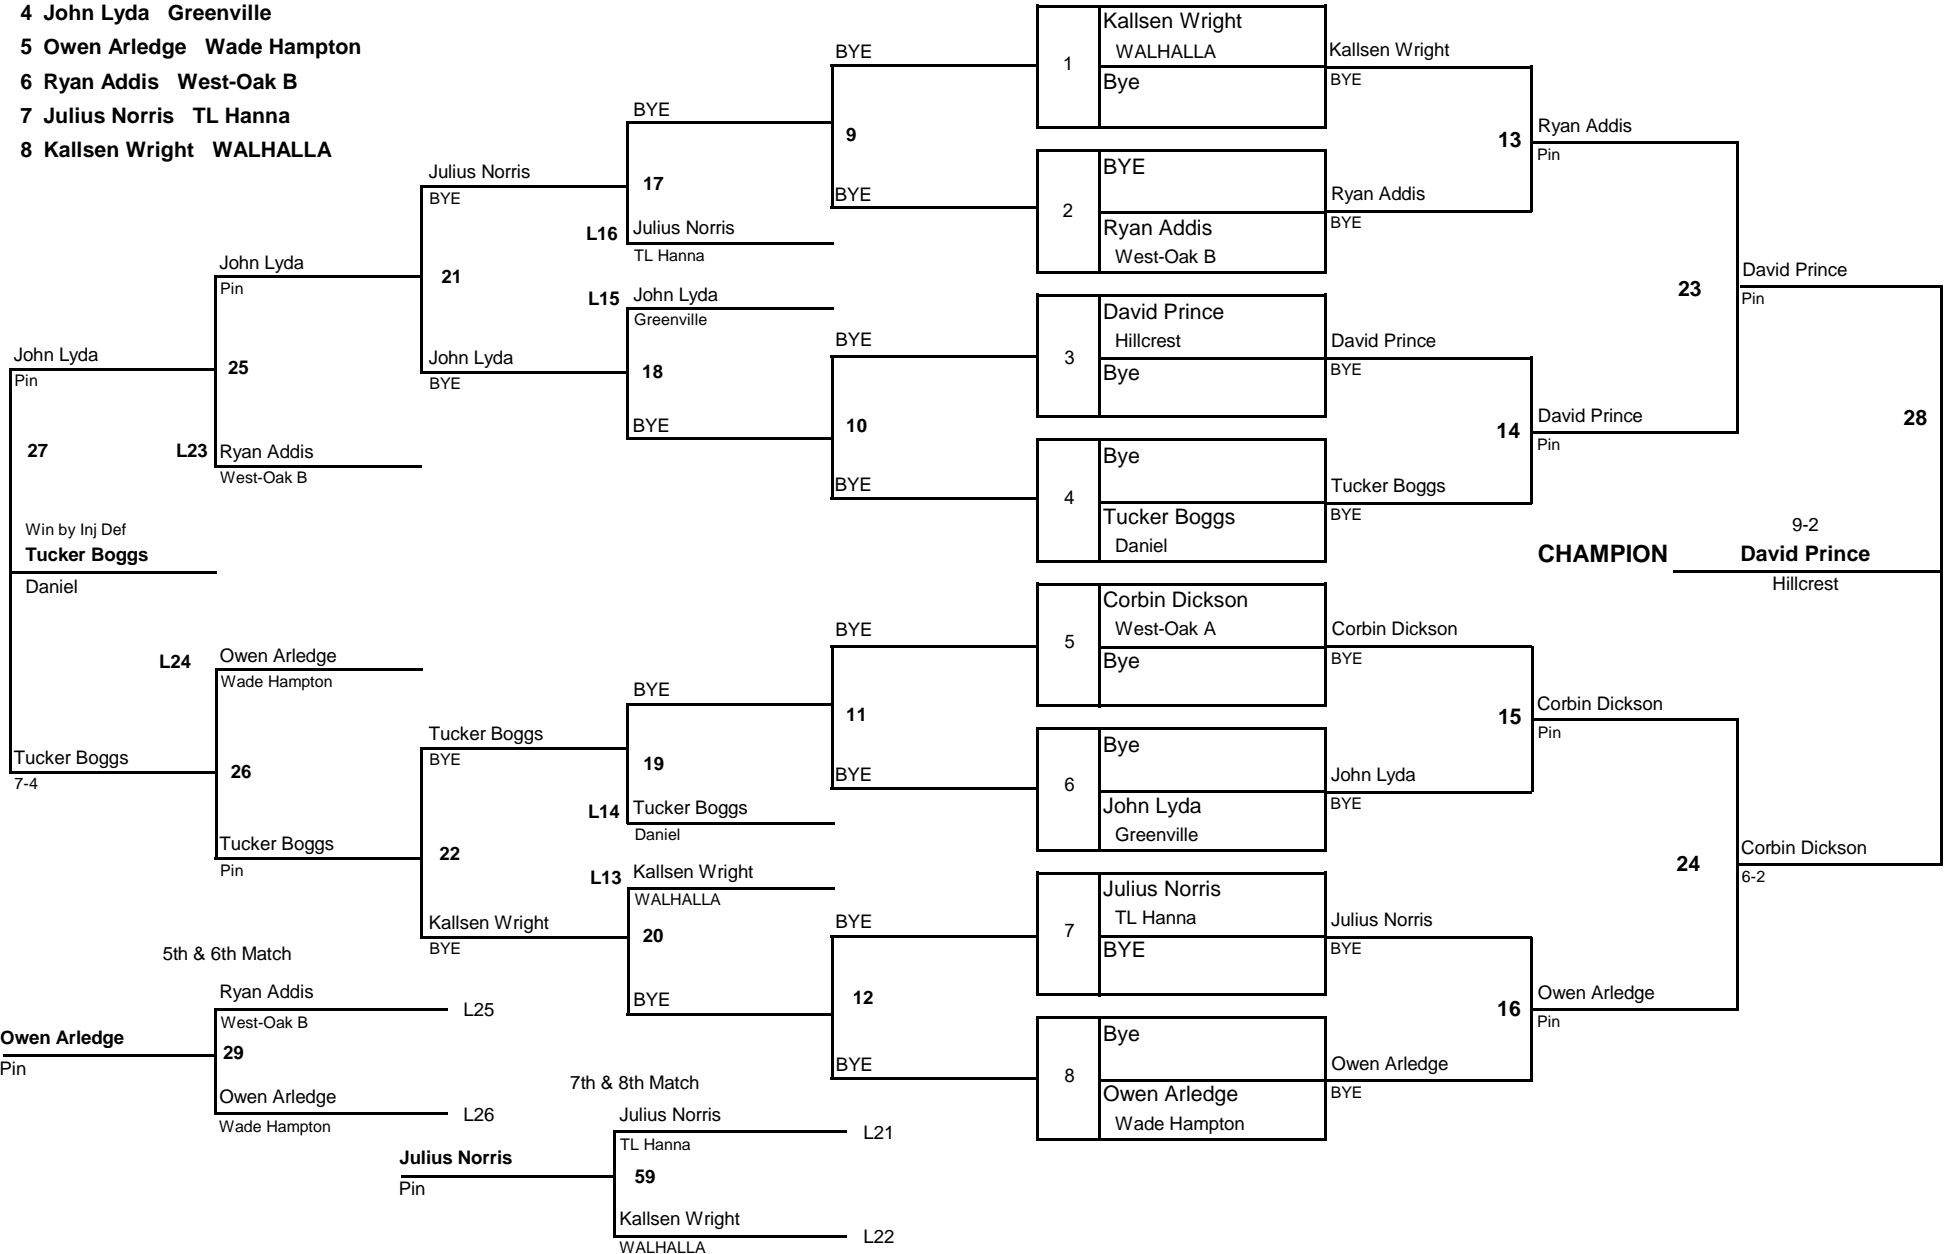 4 John Lyda Greenville
5 Owen Arledge Wade Hampton
6 Ryan Addis West-Oak B
7 Julius Norris TL Hanna
8 Kallsen Wright WALHALLA
John Lyda
Pin
27
Win by Inj Def
Tucker Boggs
Daniel
Tucker Boggs
7-4
John Lyda
Pin
25
L23 Ryan Addis
West-Oak B
L24 Owen Arledge
Wade Hampton
26
Tucker Boggs
Pin
Julius Norris
BYE
21
John Lyda
BYE
Tucker Boggs
BYE
22
Kallsen Wright
BYE
BYE
17
L16 Julius Norris
TL Hanna
L15 John Lyda
Greenville
18
BYE
BYE
19
L14 Tucker Boggs
Daniel
L13 Kallsen Wright
WALHALLA
20
BYE
BYE
9
BYE
BYE
10
BYE
BYE
11
BYE
BYE
12
BYE
1
Kallsen Wright
WALHALLA
Bye
2
BYE
Ryan Addis
West-Oak B
3
David Prince
Hillcrest
Bye
4
Bye
Tucker Boggs
Daniel
5
Corbin Dickson
West-Oak A
Bye
6
Bye
John Lyda
Greenville
7
Julius Norris
TL Hanna
BYE
8
Bye
Owen Arledge
Wade Hampton
Kallsen Wright
BYE
13
Ryan Addis
BYE
David Prince
BYE
14
Tucker Boggs
BYE
Corbin Dickson
BYE
15
John Lyda
BYE
Julius Norris
BYE
16
Owen Arledge
BYE
Ryan Addis
Pin
23
David Prince
Pin
Corbin Dickson
Pin
24
Owen Arledge
Pin
David Prince
Pin
28
9-2
CHAMPION David Prince
Hillcrest
Corbin Dickson
6-2
5th & 6th Match
Ryan Addis
L25
West-Oak B
Owen Arledge
29
Pin
Owen Arledge
L26
Wade Hampton
7th & 8th Match
Julius Norris
L21
TL Hanna
Julius Norris
59
Pin
Kallsen Wright
L22
WALHALLA